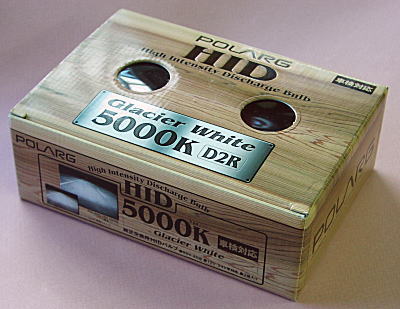 POLARG
HID
High Intensity Discharge Bulb
車検対応
Glacier White
5000K D2R
POLARG
High Intensity Discharge Bulb
HID
5000K
Glacier White
車検対応
POLARG